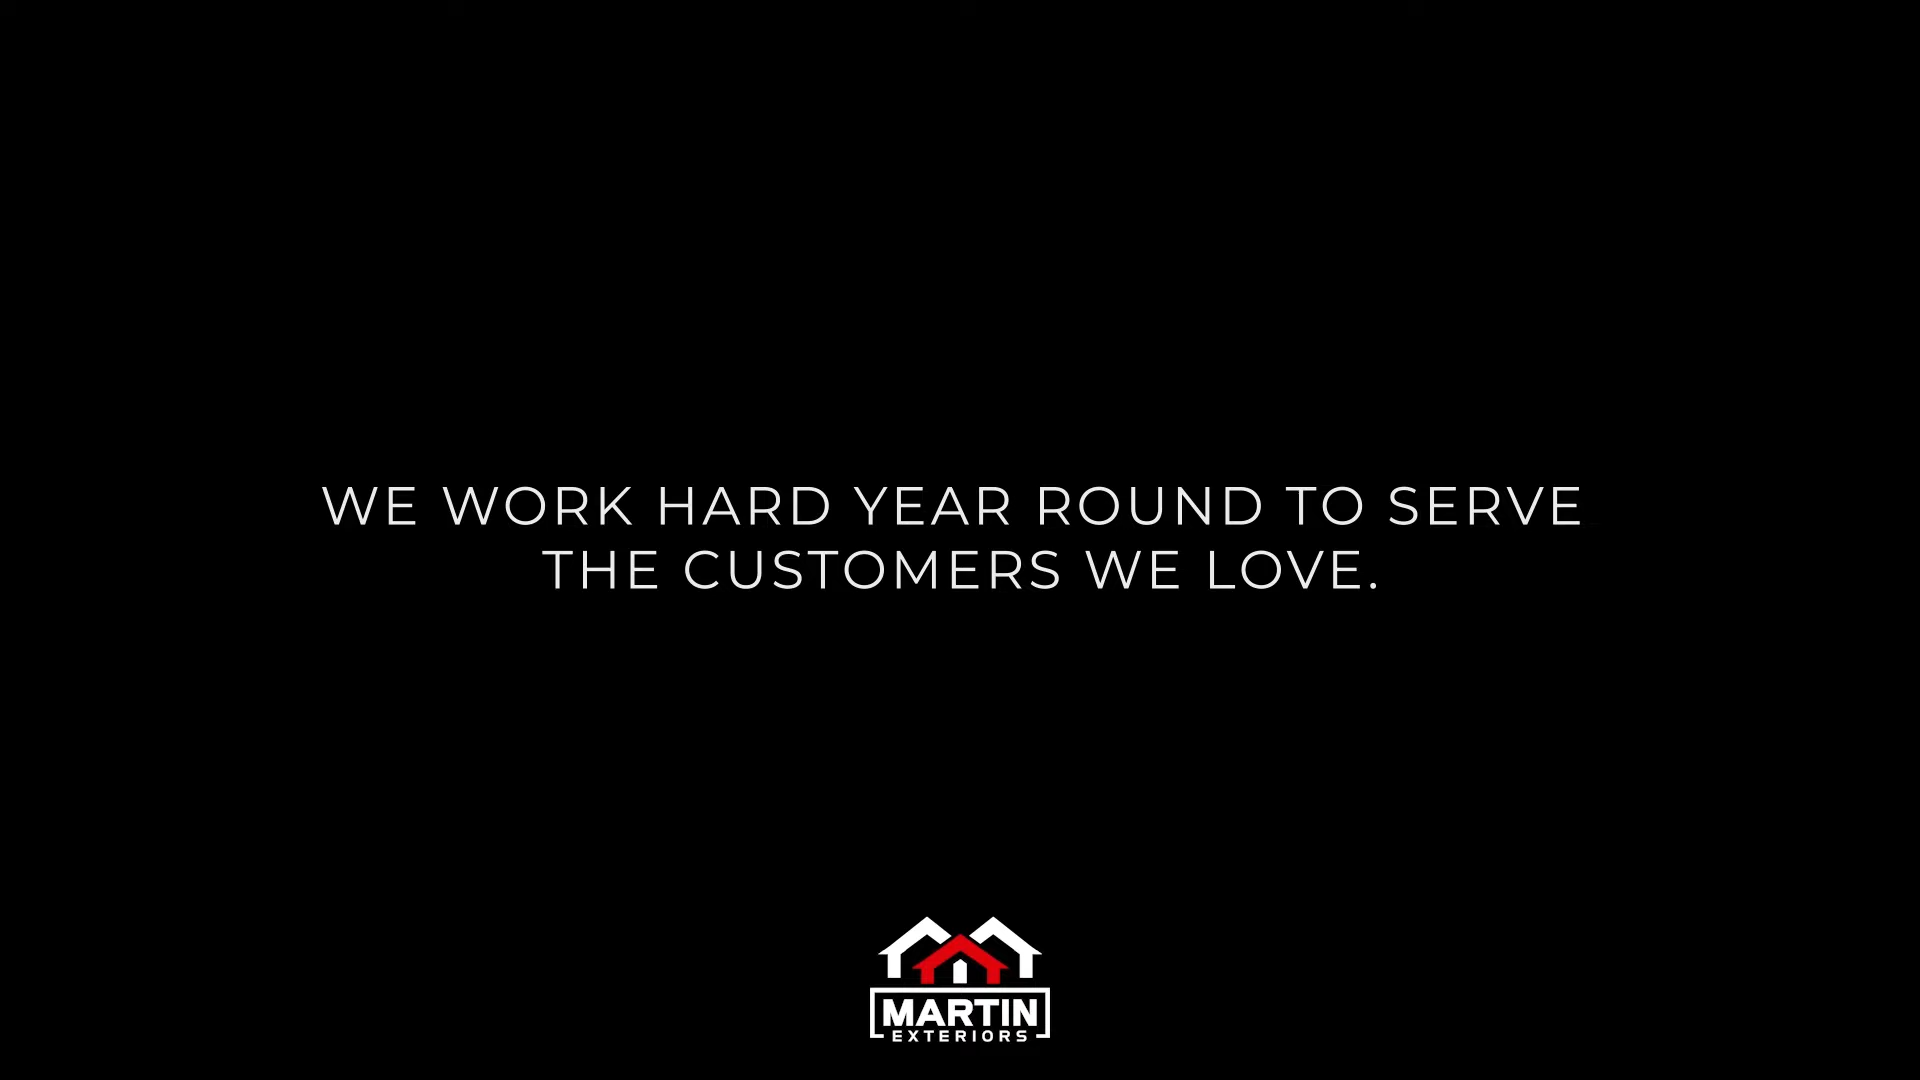 WE WORK HARD YEAR ROUND TO SERVE
THE CUSTOMERS WE LOVE.
MARTIN
EXTERIORS